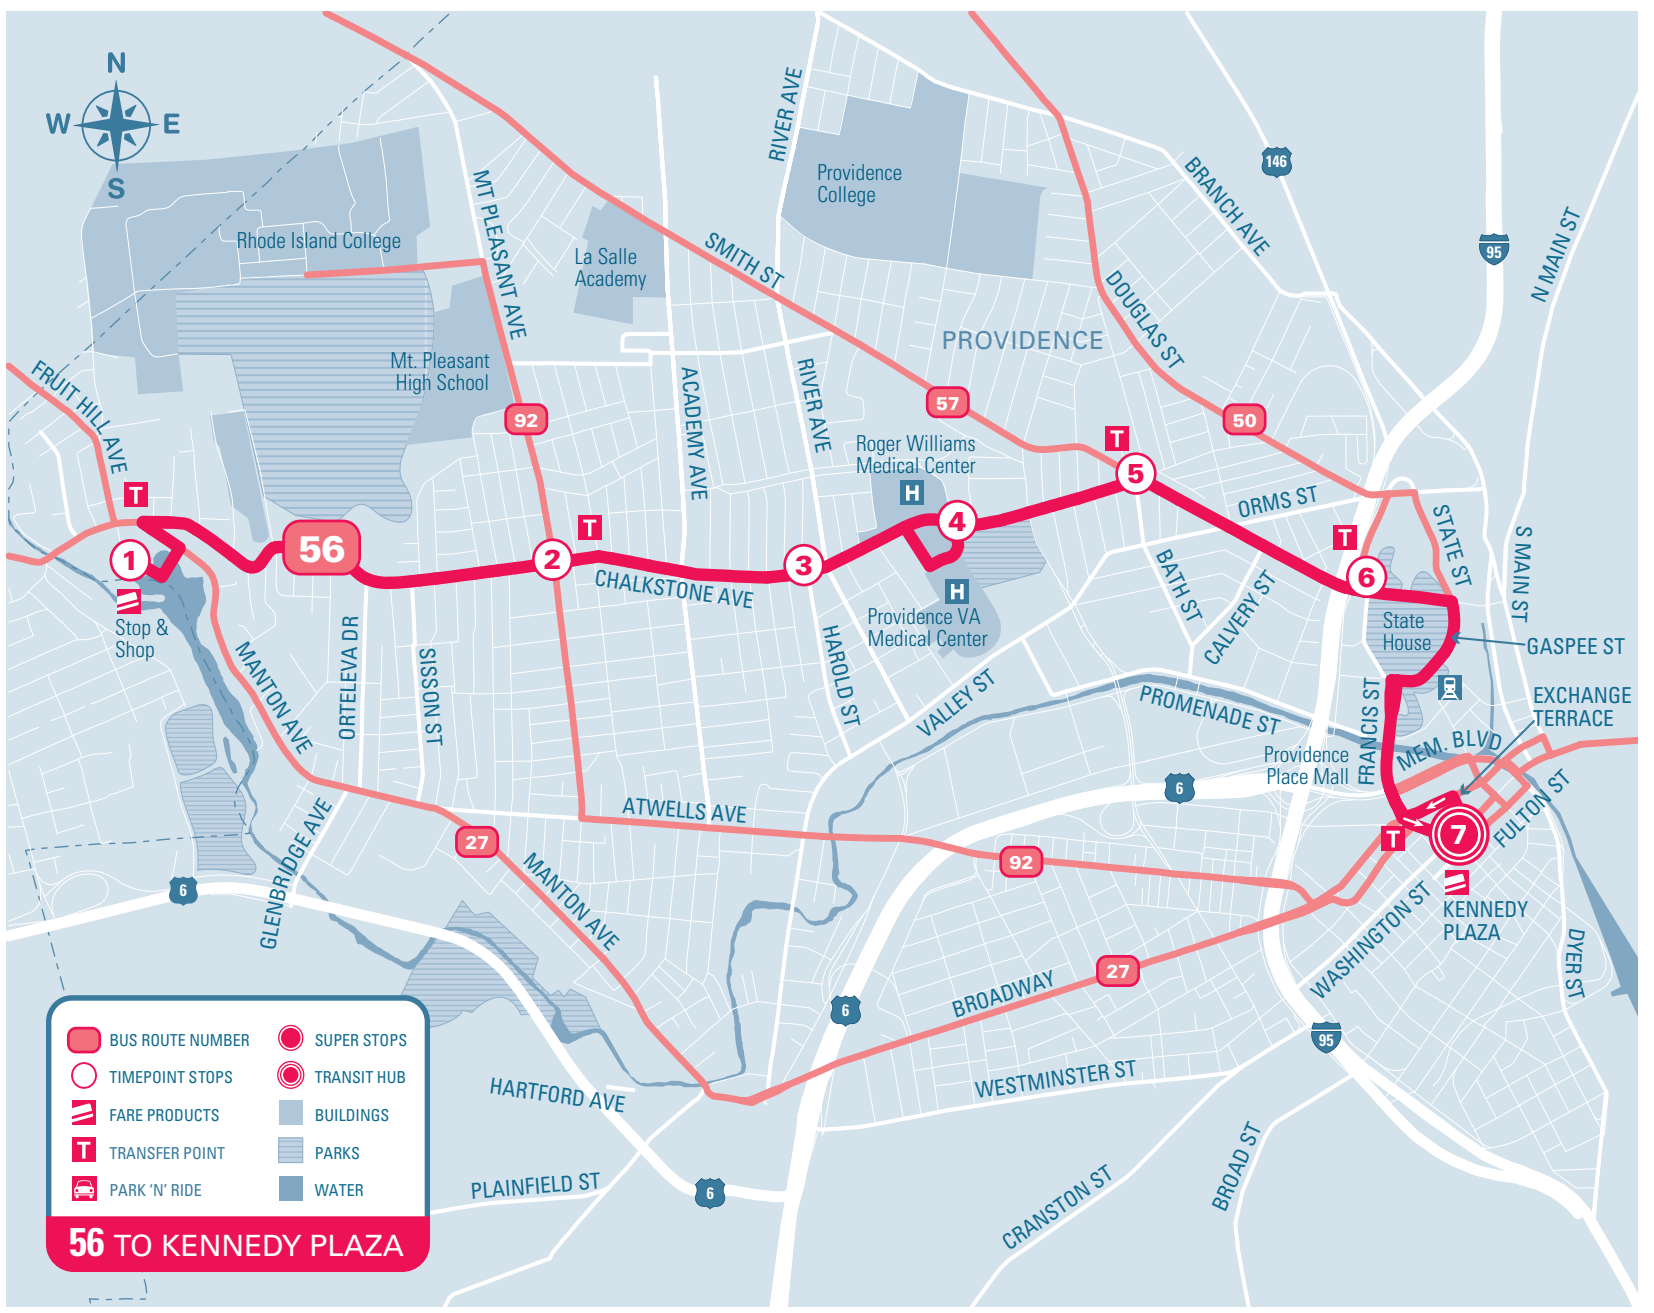 N
W
E
S
RIVER AVE
146
Providence
College
BRANCH AVE
MT PLEASANT AVE
Rhode Island College
La Salle
Academy
SMITH ST
95
N MAIN ST
DOUGLAS ST
PROVIDENCE
FRUIT HILL AVE
Mt. Pleasant
High School
ACADEMY AVE
RIVER AVE
92
57
50
Roger Williams
Medical Center
H
T
T
5
ORMS ST
STATE ST
S MAIN ST
4
T
T
56
1
2
3
6
CHALKSTONE AVE
BATH ST
CALVERY ST
H
Providence VA
Medical Center
Stop &
Shop
State
House
GASPEE ST
MANTON AVE
ORTELEVA DR
SISSON ST
HAROLD ST
VALLEY ST
PROMENADE ST
FRANCIS ST
EXCHANGE
TERRACE
MEM. BLVD
Providence
Place Mall
6
ATWELLS AVE
FULTON ST
7
T
27
92
GLENBRIDGE AVE
MANTON AVE
6
WASHINGTON ST
KENNEDY
PLAZA
DYER ST
27
BROADWAY
6
95
BUS ROUTE NUMBER
SUPER STOPS
TIMEPOINT STOPS
TRANSIT HUB
FARE PRODUCTS
BUILDINGS
T
TRANSFER POINT
PARKS
PARK ‘N’ RIDE
WATER
56 TO KENNEDY PLAZA
HARTFORD AVE
WESTMINSTER ST
PLAINFIELD ST
6
CRANSTON ST
BROAD ST